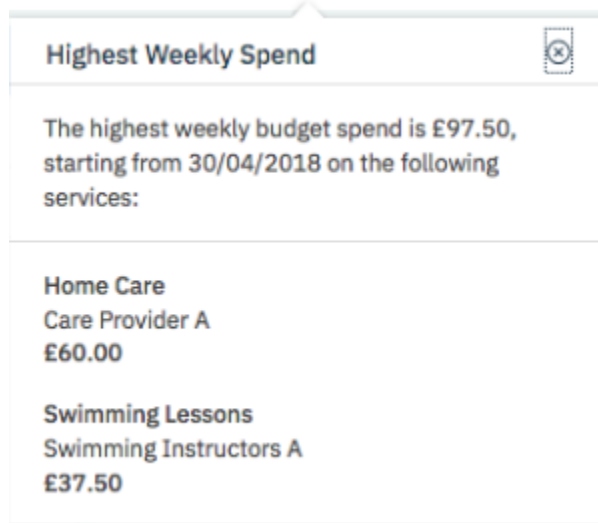 Highest Weekly Spend
The highest weekly budget spend is £97.50,
starting from 30/04/2018 on the following
services:
Home Care
Care Provider A
£60.00
Swimming Lessons
Swimming Instructors A
£37.50